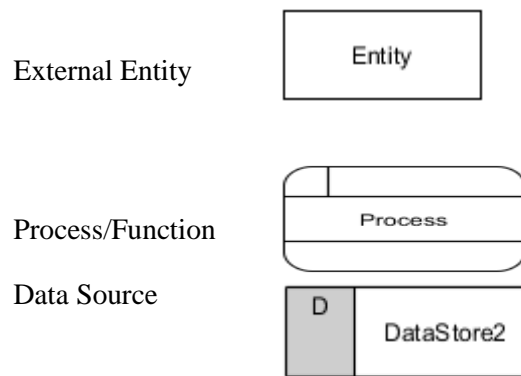 External Entity
Entity
Process/Function
Process
Data Source
D
DataStore2